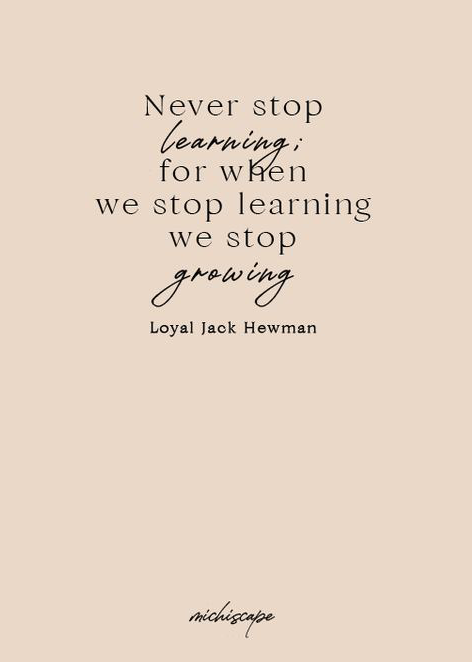 Never stop
learning;
for when
we stop learning
we stop
growing
Loyal Jack Hewman
michiscape